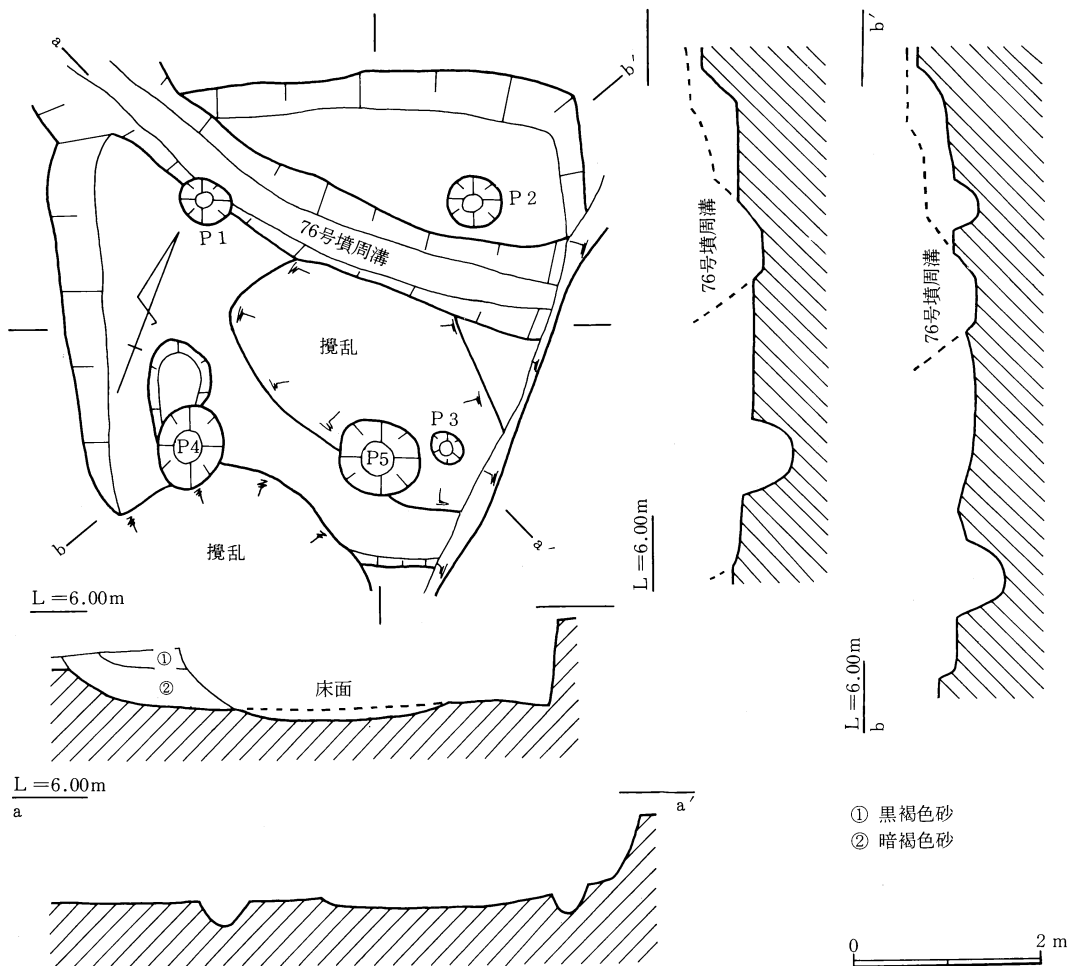 a
b′
P 1
P 2
76号墳周溝
攪乱
P 3
P4
P5
b
a′
攪乱
L＝6.00m
①
②
床面
L＝6.00m
a
a′
76号墳周溝
L＝6.00m
b′
76号墳周溝
L＝6.00m
b
① 黒褐色砂
② 暗褐色砂
0
2 m